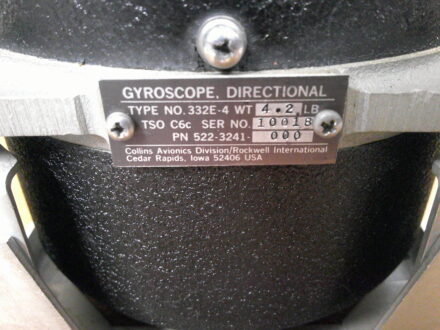 GYROSCOPE, DIRECTIONAL
TYPE NO. 332E-4 WT 4.2 LB
TSO C6c SER NO. 10018
PN 522-3241- 000
Collins Avionics Division/Rockwell International
Cedar Rapids, Iowa 52406 USA